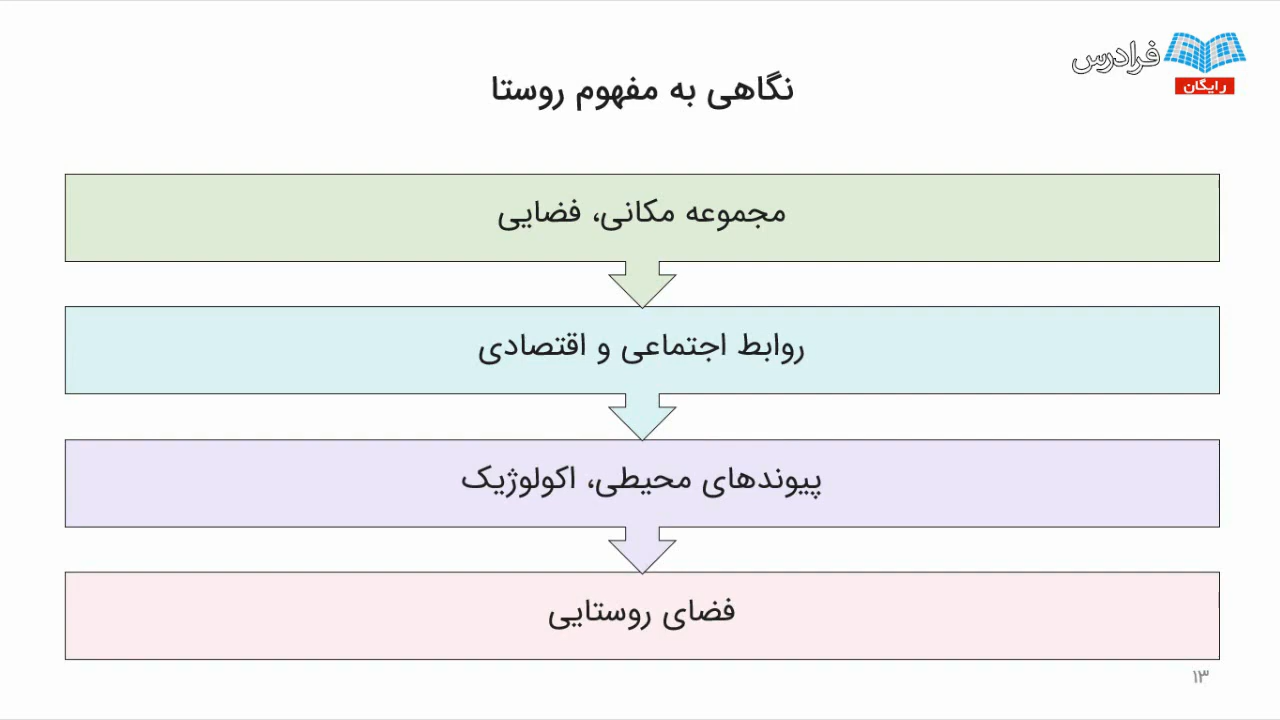 فرادرس
رایگان
نگاهی به مفهوم روستا
مجموعه مکانی، فضایی
روابط اجتماعی و اقتصادی
پیوندهای محیطی، اکولوژیک
فضای روستایی
۱۳